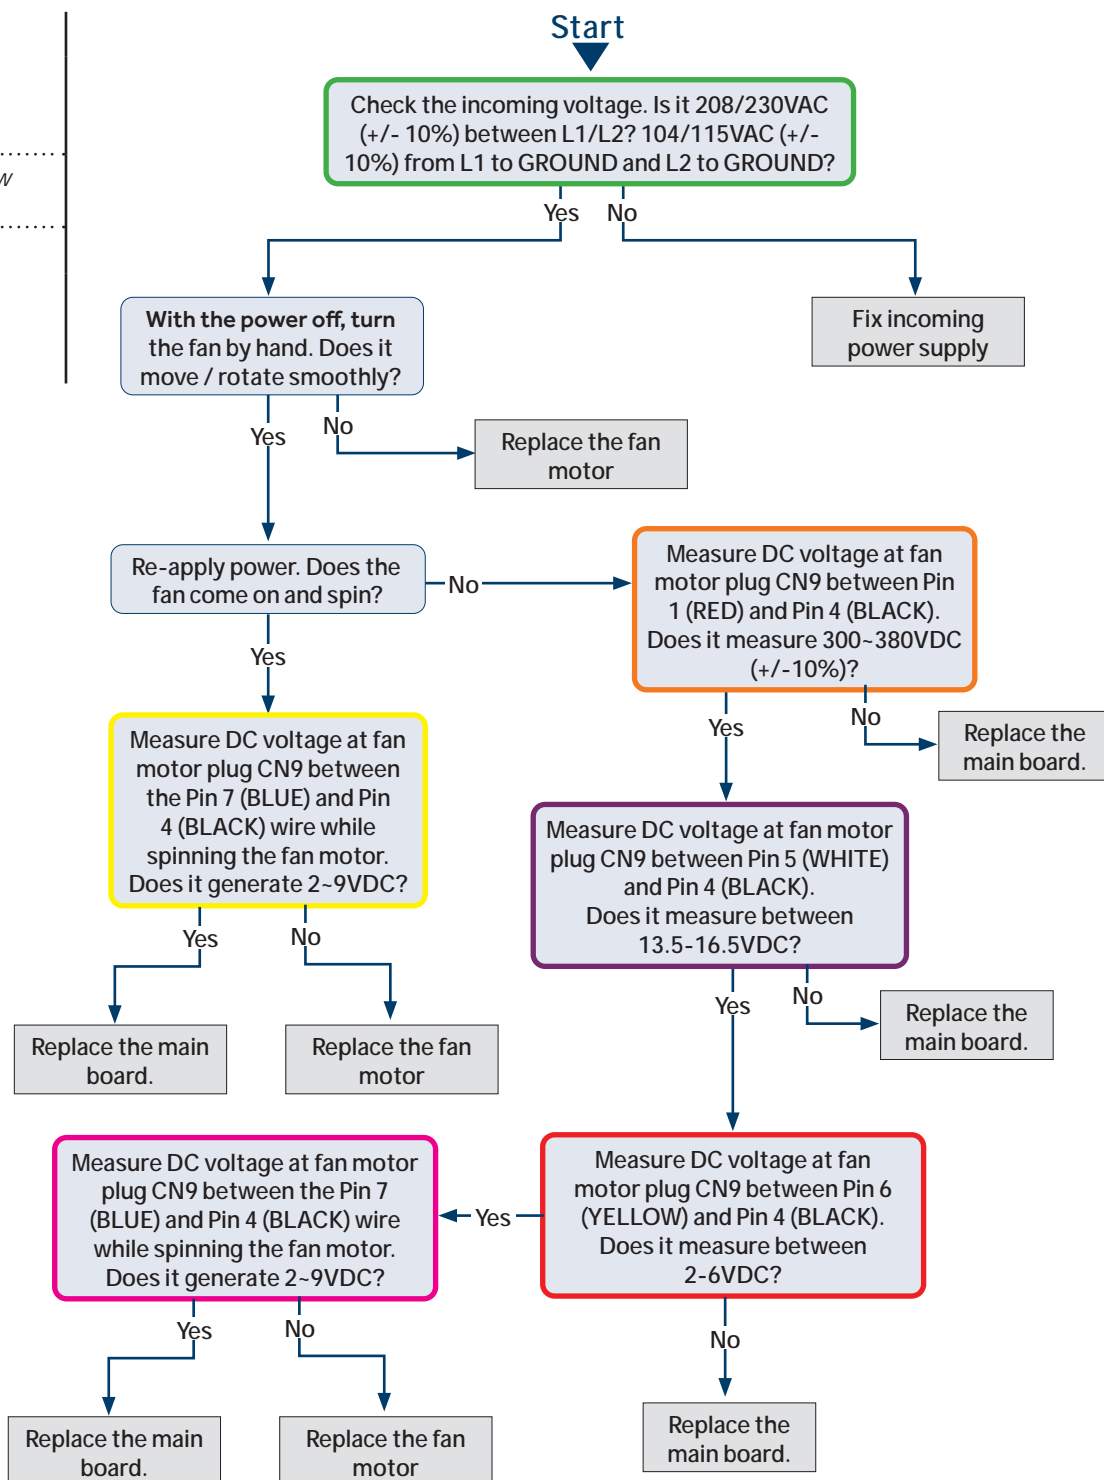 Start
Check the incoming voltage. Is it 208/230VAC
(+/- 10%) between L1/L2? 104/115VAC (+/-
10%) from L1 to GROUND and L2 to GROUND?
W
Yes
No
With the power off, turn
the fan by hand. Does it
move / rotate smoothly?
Fix incoming
power supply
Yes
No
Replace the fan
motor
Re-apply power. Does the
fan come on and spin?
No
Measure DC voltage at fan
motor plug CN9 between Pin
1 (RED) and Pin 4 (BLACK).
Does it measure 300~380VDC
(+/-10%)?
Yes
Yes
No
Replace the
main board.
Measure DC voltage at fan
motor plug CN9 between
the Pin 7 (BLUE) and Pin
4 (BLACK) wire while
spinning the fan motor.
Does it generate 2~9VDC?
Measure DC voltage at fan motor
plug CN9 between Pin 5 (WHITE)
and Pin 4 (BLACK).
Does it measure between
13.5-16.5VDC?
Yes
No
Yes
No
Replace the main
board.
Replace the fan
motor
Replace the
main board.
Measure DC voltage at fan motor
plug CN9 between the Pin 7
(BLUE) and Pin 4 (BLACK) wire
while spinning the fan motor.
Does it generate 2~9VDC?
Yes
Measure DC voltage at fan
motor plug CN9 between Pin 6
(YELLOW) and Pin 4 (BLACK).
Does it measure between
2-6VDC?
Yes
No
No
Replace the main
board.
Replace the fan
motor
Replace the
main board.